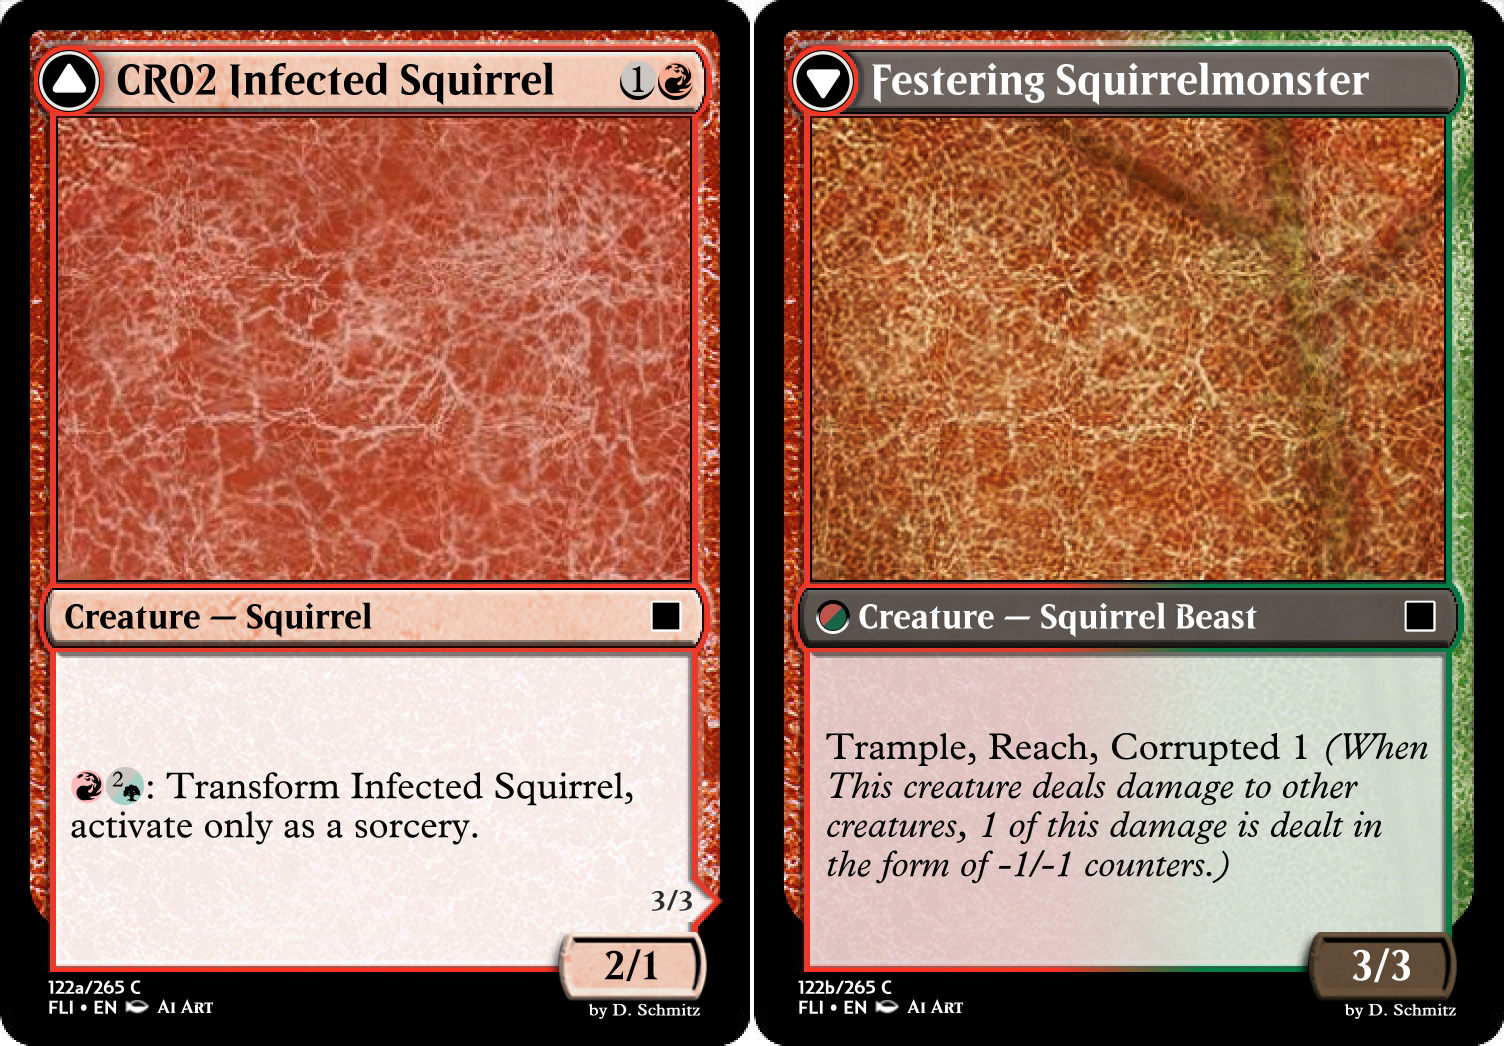 CR02 Infected Squirrel 1
Creature — Squirrel
2: Transform Infected Squirrel,
activate only as a sorcery.
3/3
2/1
122a/265 C
FLI • EN AI ART
by D. Schmitz
Festering Squirrelmonster
Creature — Squirrel Beast
Trample, Reach, Corrupted 1 (When
This creature deals damage to other
creatures, 1 of this damage is dealt in
the form of -1/-1 counters.)
3/3
122b/265 C
FLI • EN AI ART
by D. Schmitz